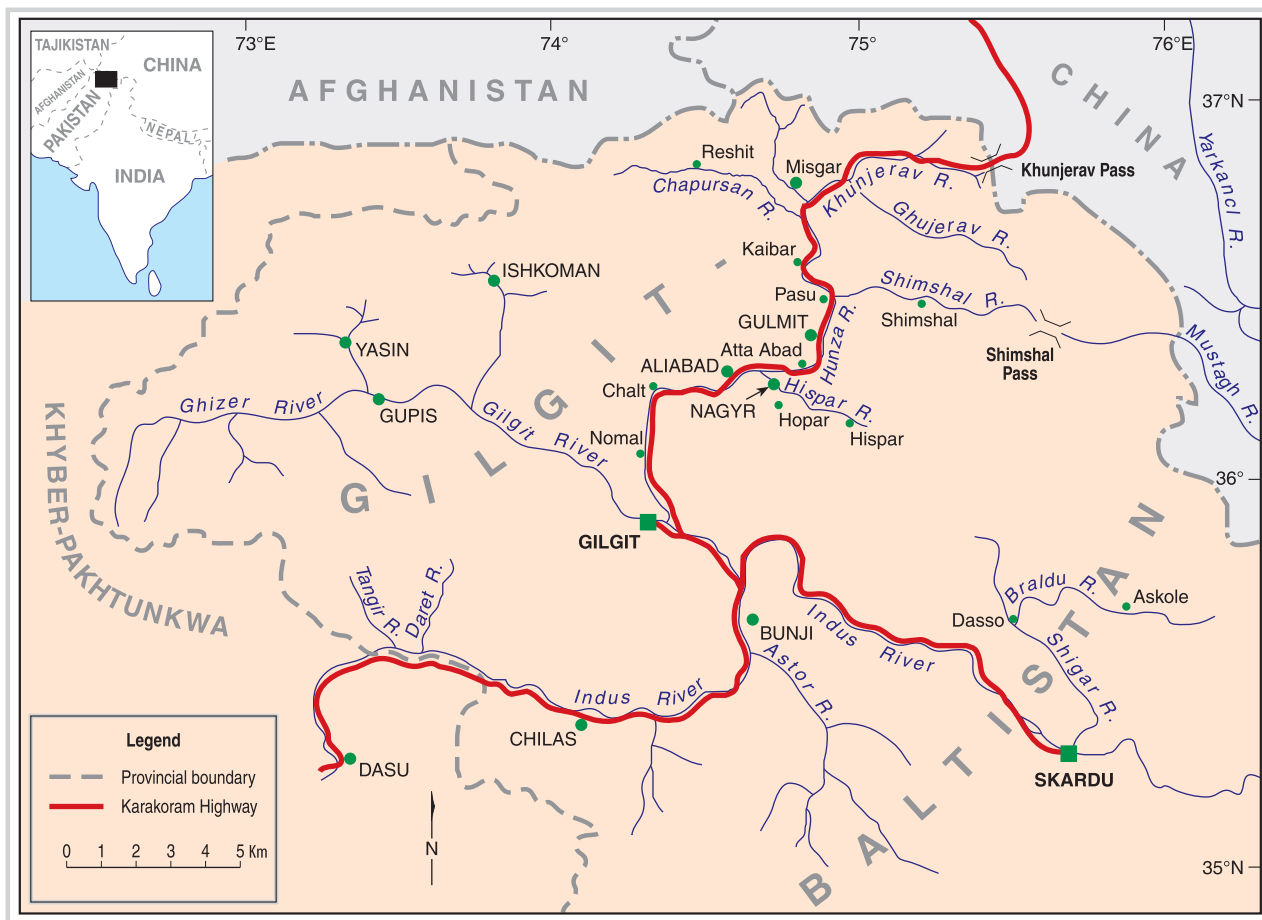 73°E
74°
75°
76°E
TAJIKISTAN
CHINA
AFGHANISTAN
PAKISTAN
NEPAL
INDIA
AFGHANISTAN
CHINA
37°N
Reshit
Misgar
Chapursan R.
Khunjerav R.
Khunjerav Pass
Yarkancl R.
Ghujerav R.
Kaibar
ISHKOMAN
Pasu
Shimshal R.
Shimshal
GULMIT
Hunza R.
Shimshal
Pass
Mustagh R.
YASIN
Atta Abad
ALIABAD
Chalt
NAGYR
Hispar R.
Hopar
Hispar
Ghizer River
GUPIS
Gilgit River
Nomal
GILGIT-
BALTISTAN
KHYBER-PAKHTUNKWA
36°
GILGIT
Tangir R.
Daret R.
BUNJI
Indus River
Braldu R.
Askole
Dasso
Shigar R.
Astor R.
Indus River
CHILAS
DASU
SKARDU
35°N
Legend
Provincial boundary
Karakoram Highway
0 1 2 3 4 5 Km
N